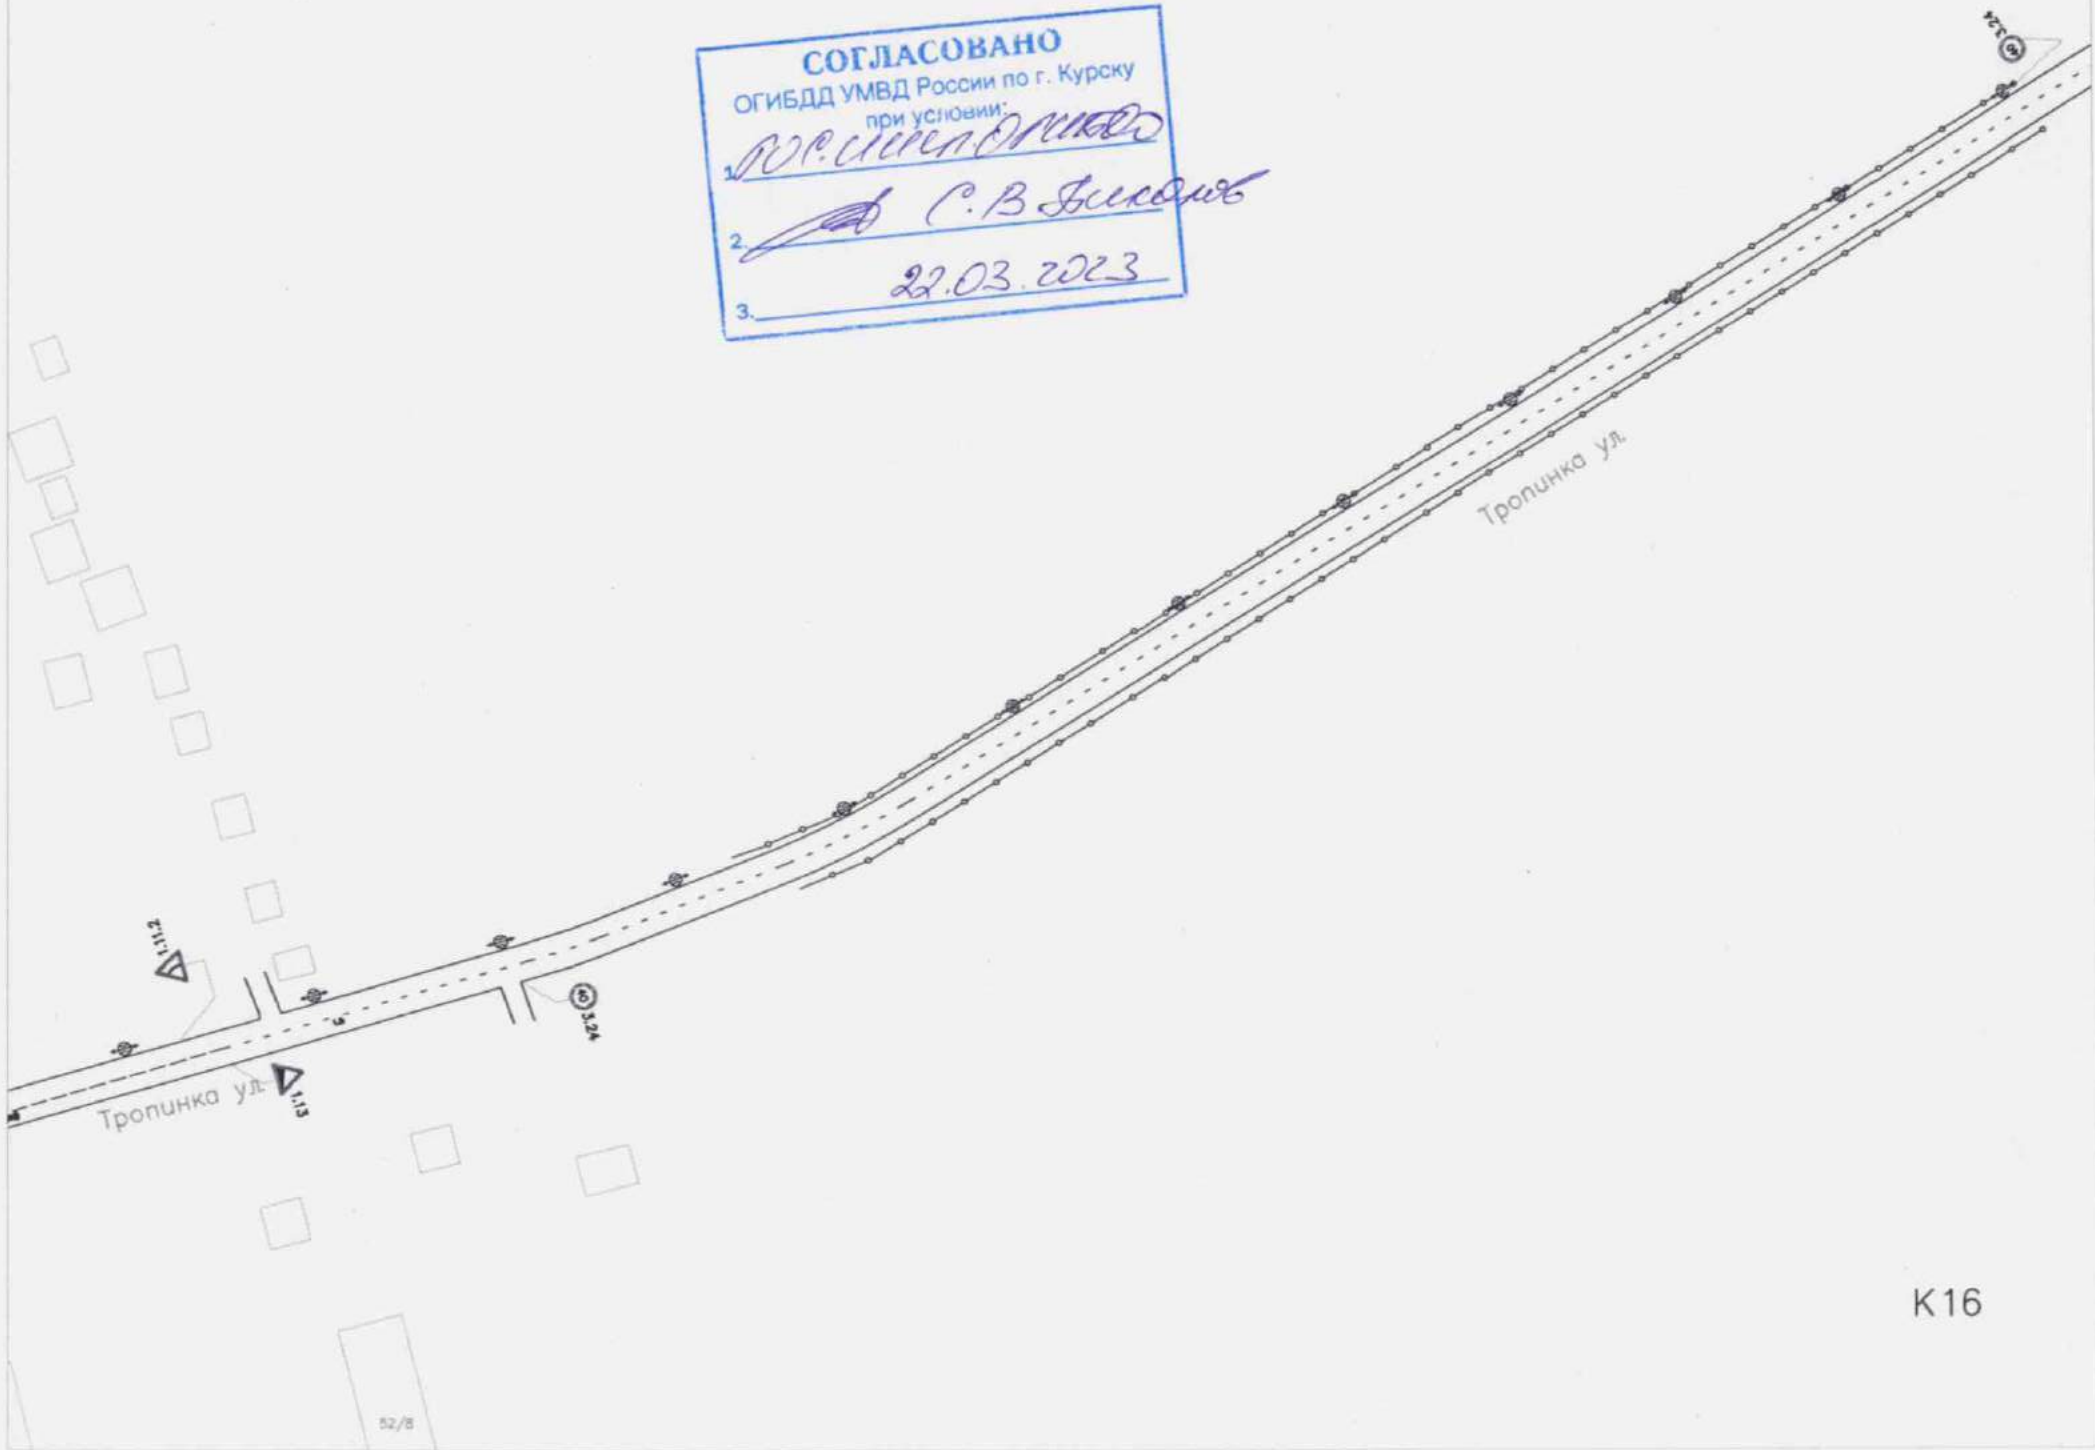 СОГЛАСОВАНО
ОГИБДД УМВД России по г. Курску
при условии:
1.
2. С.В.
22.03.2023
3.
3.24
Тропинка ул.
1.11.2
40 3.24
Тропинка ул.
1.13
К16
52/8